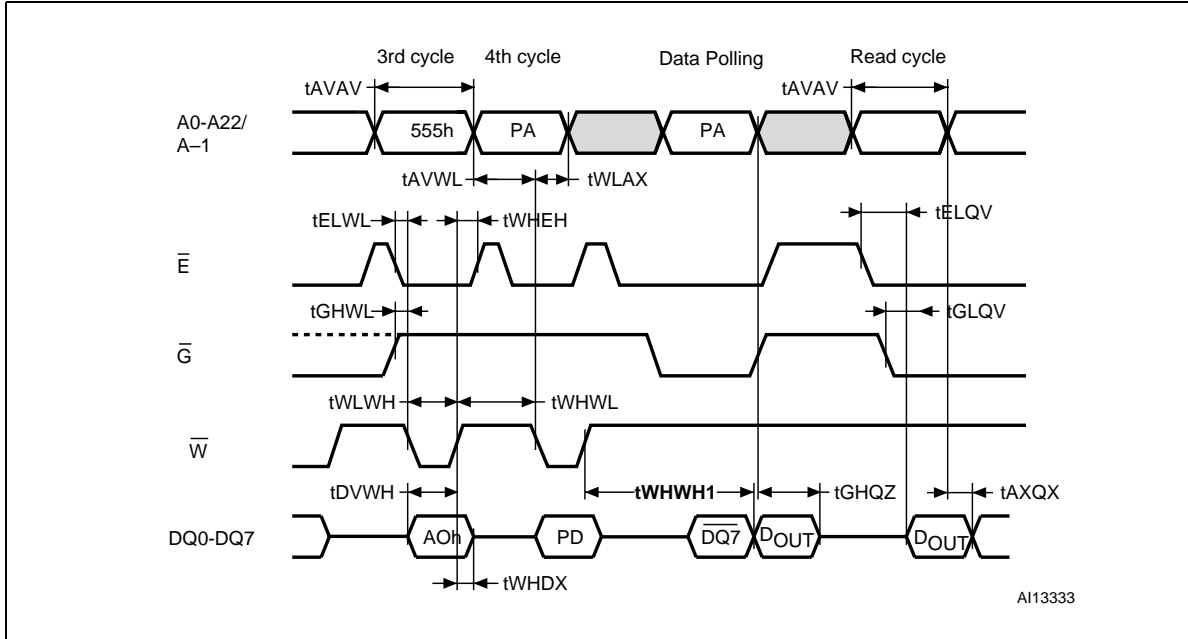 3rd cycle 4th cycle Data Polling Read cycle
tAVAV tAVAV
A0-A22/
A–1
555h PA PA
tAVWL tWLAX
tELWL tWHEH tELQV
E
tGHWL tGLQV
G
tWLWH tWHWL
W
tDVWH tWHWH1 tGHQZ tAXQX
DQ0-DQ7 AOh PD DQ7 DOUT DOUT
tWHDX
AI13333